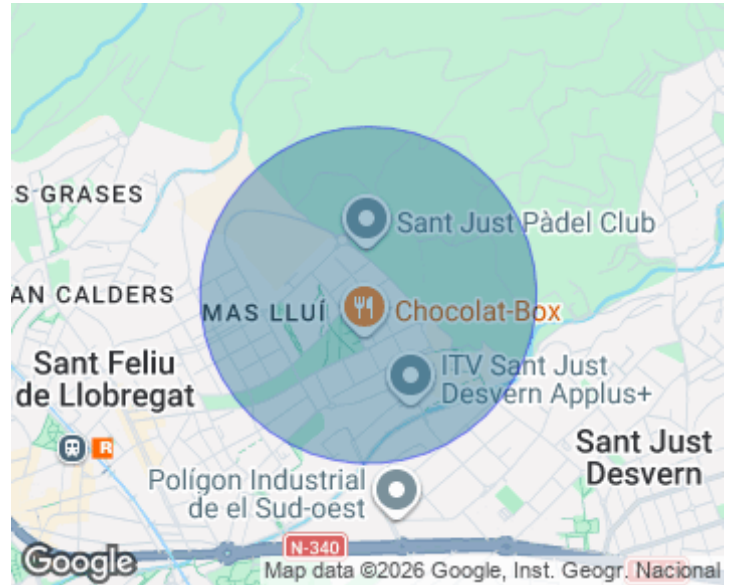 S GRASES
Sant Just Pàdel Club
AN CALDERS
MAS LLUÍ
Chocolat-Box
Sant Feliu
de Llobregat
ITV Sant Just
Desvern Applus+
R
Sant Just
Desvern
Polígon Industrial
de el Sud-oest
N-340
Google
Map data ©2026 Google, Inst. Geogr. Nacional